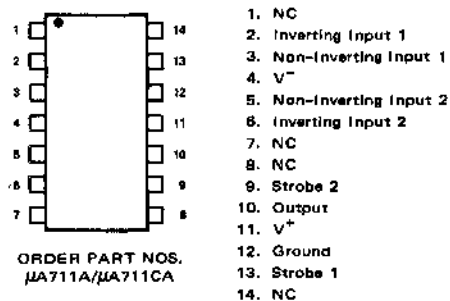 1 14
2 13
3 12
4 11
5 10
6 9
7 8
ORDER PART NOS.
μA711A/μA711CA
1. NC
2. Inverting Input 1
3. Non-Inverting Input 1
4. V⁻
5. Non-Inverting Input 2
6. Inverting Input 2
7. NC
8. NC
9. Strobe 2
10. Output
11. V⁺
12. Ground
13. Strobe 1
14. NC